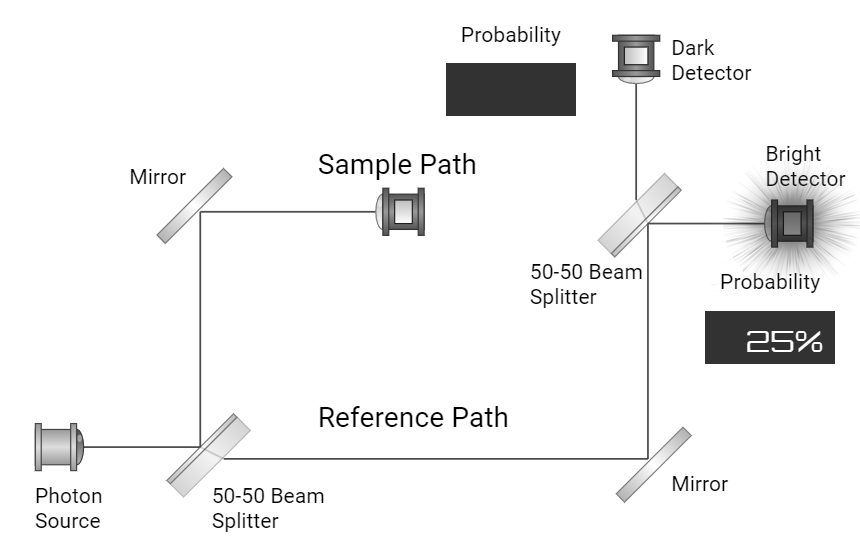 Probability
Dark
Detector
Mirror
Sample Path
Bright
Detector
50-50 Beam
Splitter
Probability
25%
Reference Path
Photon
Source
50-50 Beam
Splitter
Mirror